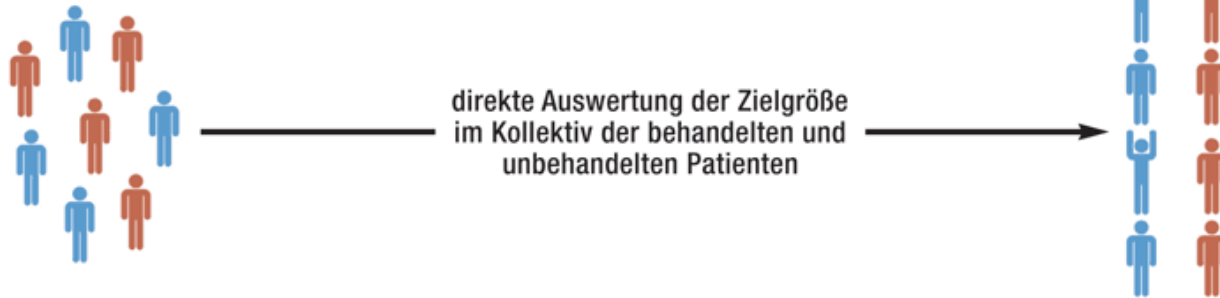 direkte Auswertung der Zielgröße
im Kollektiv der behandelten und
unbehandelten Patienten